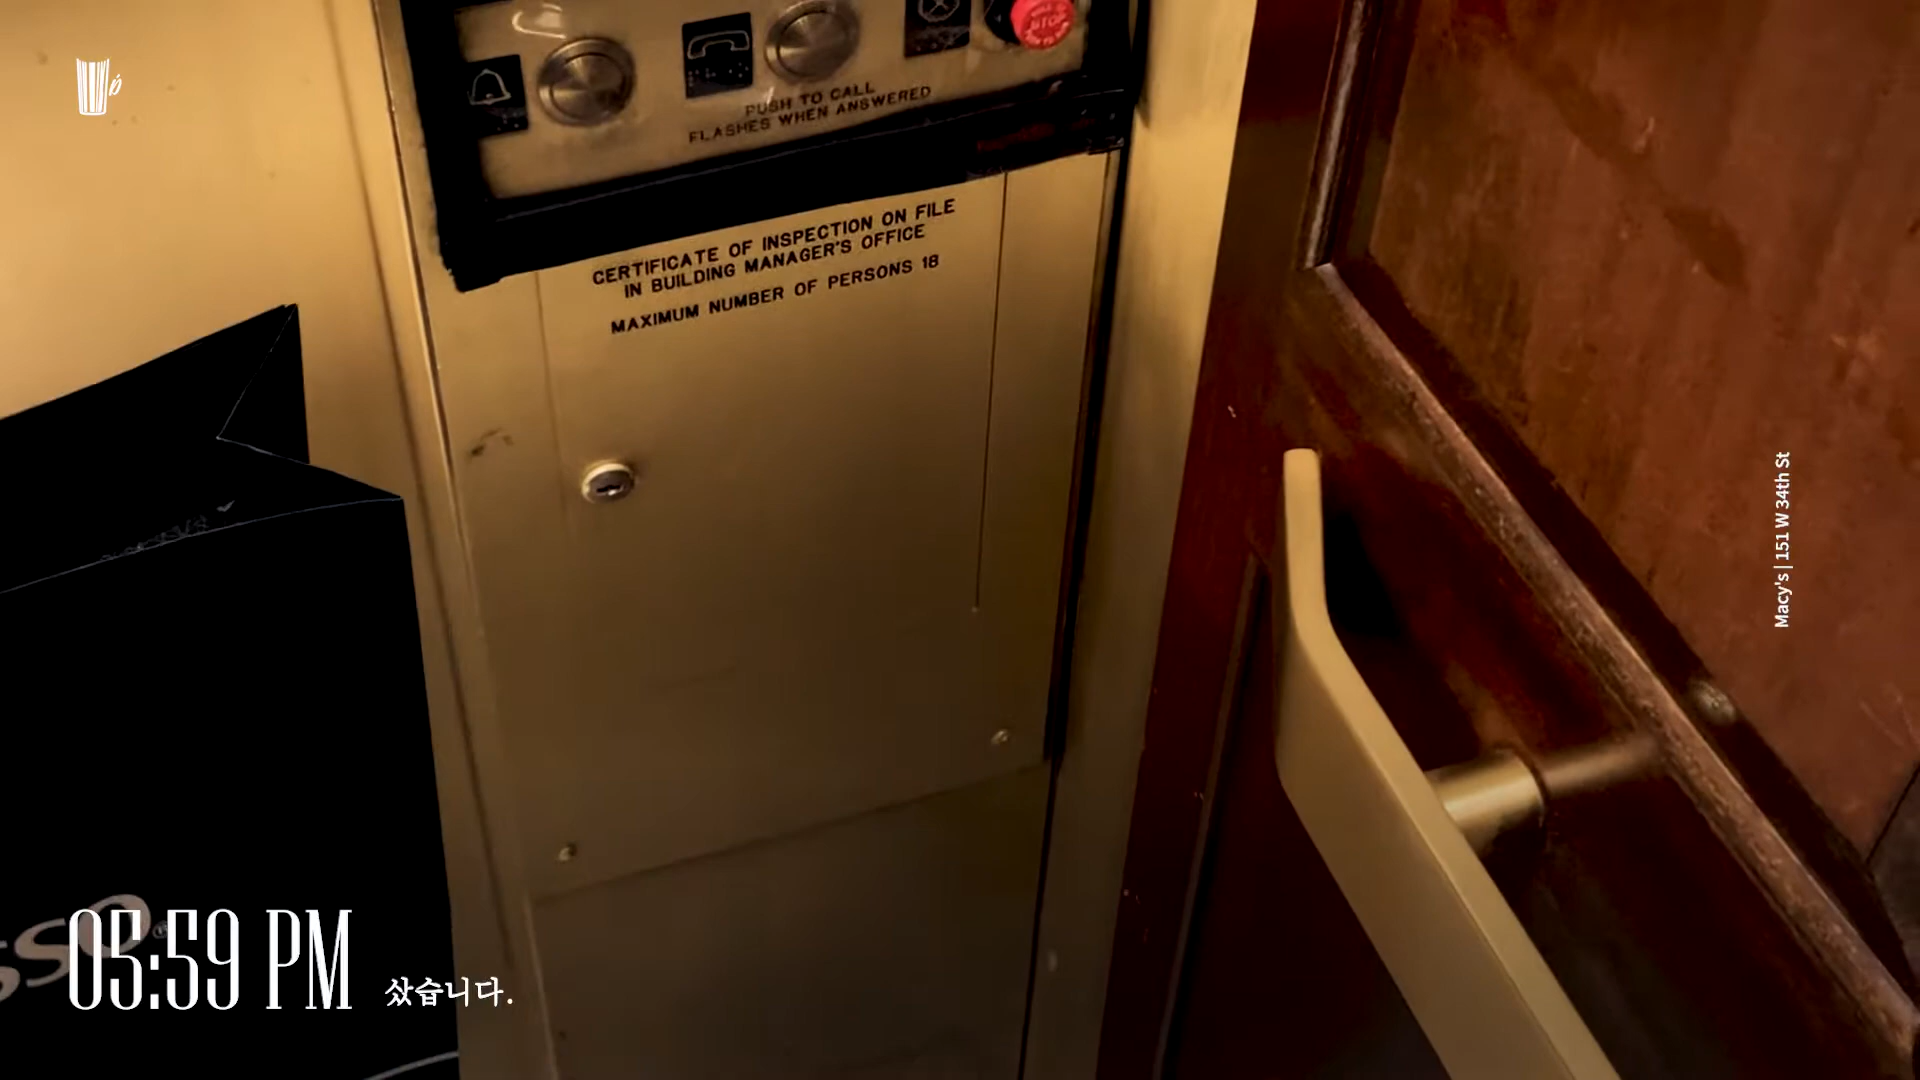 STOP
PUSH TO CALL
FLASHES WHEN ANSWERED
CERTIFICATE OF INSPECTION ON FILE
IN BUILDING MANAGER'S OFFICE
MAXIMUM NUMBER OF PERSONS 18
Macy's | 151 W 34th St
SSO®
05:59 PM
샀습니다.